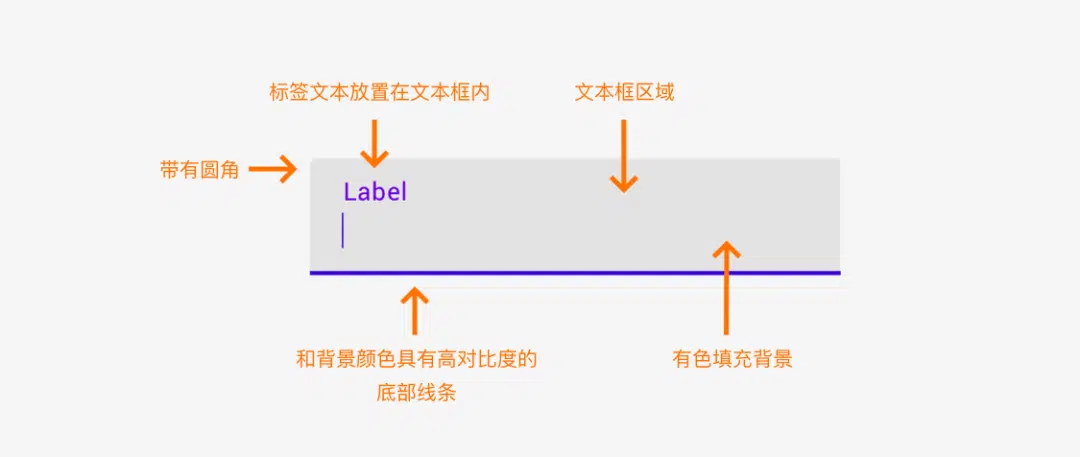 标签文本放置在文本框内
文本框区域
带有圆角
Label
和背景颜色具有高对比度的
底部线条
有色填充背景